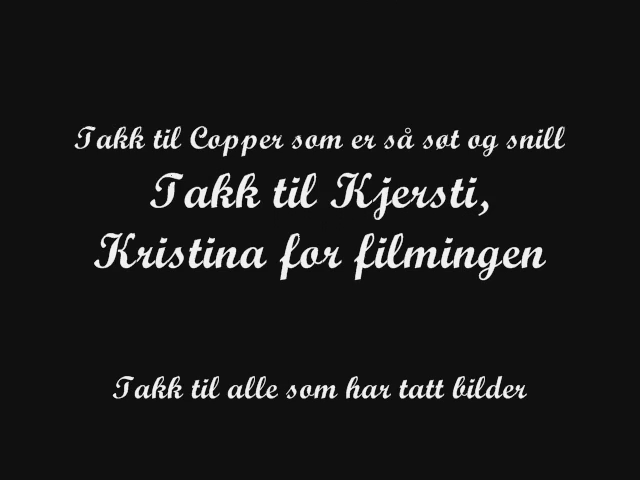 Takk til Copper som er så søt og snill
Takk til Kjersti,
Kristina for filmingen
Takk til alle som har tatt bilder